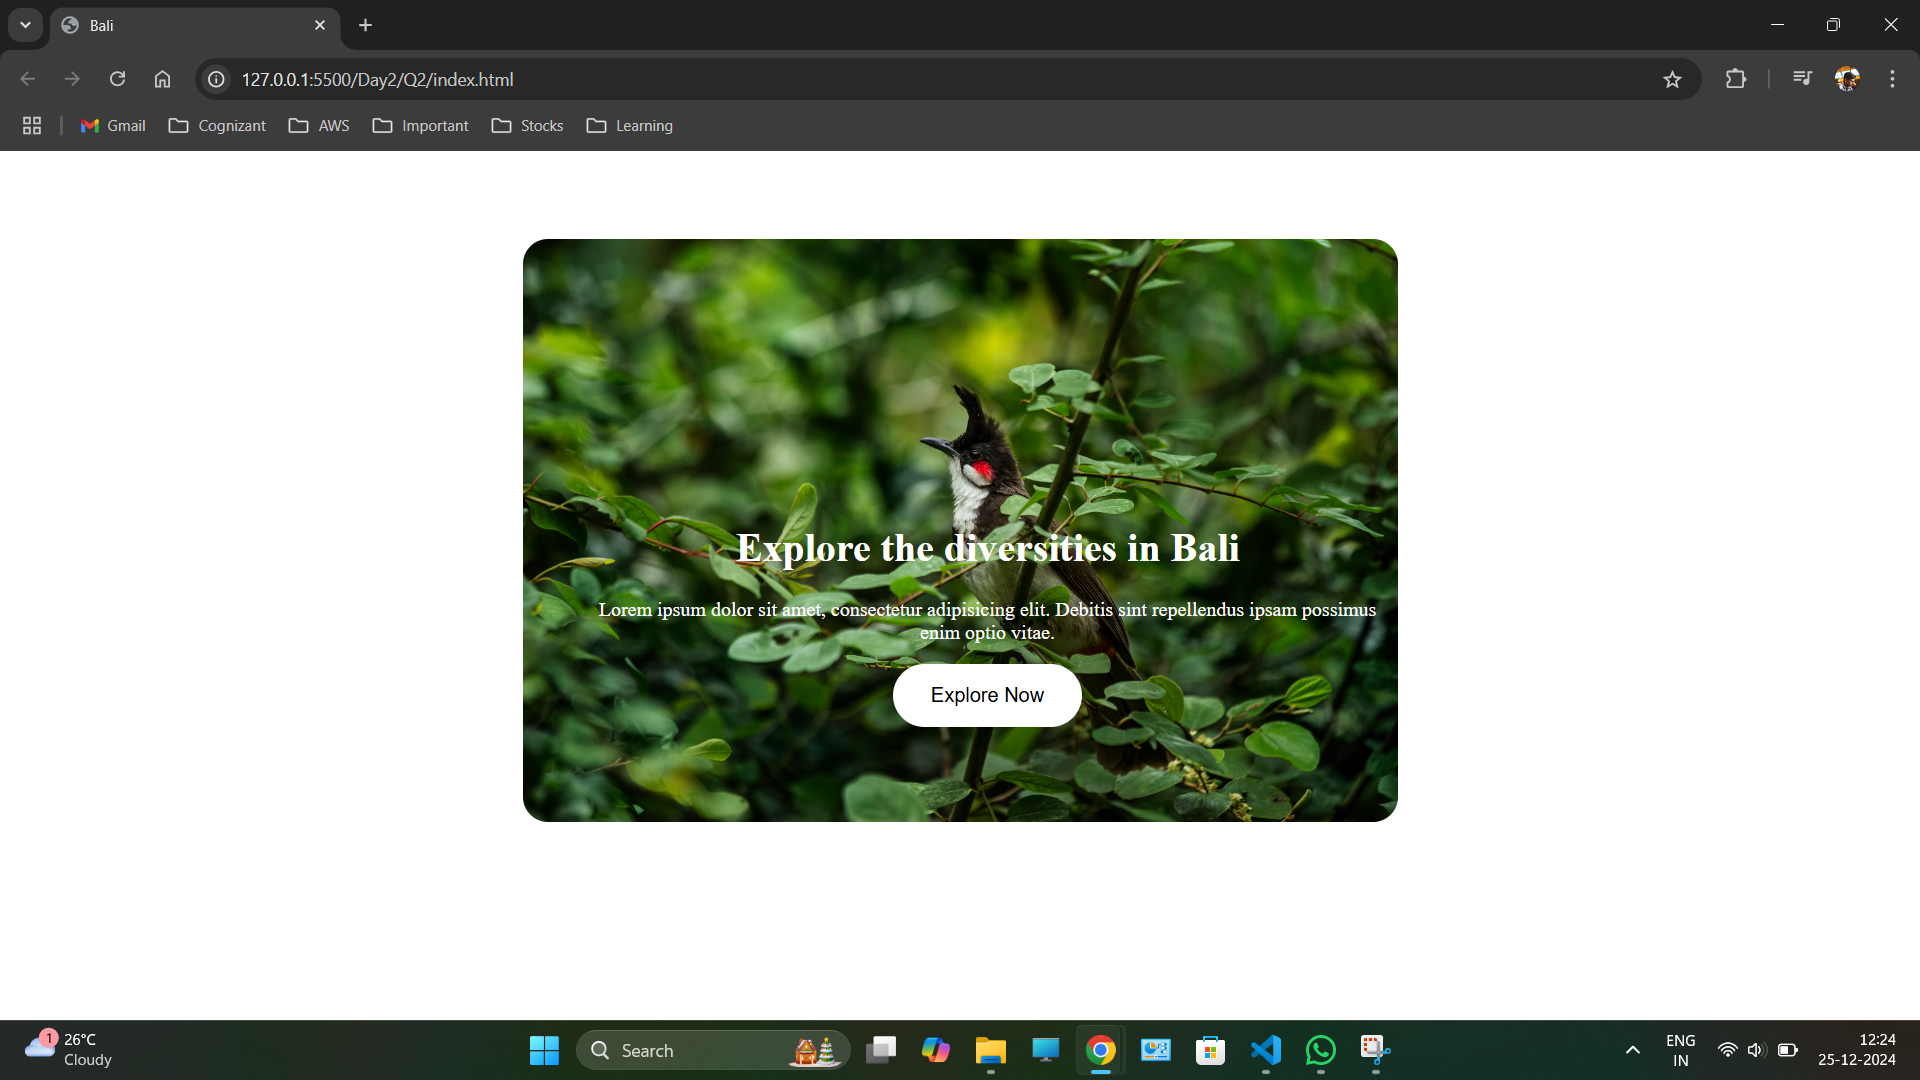 Bali
127.0.0.1:5500/Day2/Q2/index.html
Gmail
Cognizant
AWS
Important
Stocks
Learning
Explore the diversities in Bali
Lorem ipsum dolor sit amet, consectetur adipisicing elit. Debitis sint repellendus ipsam possimus
enim optio vitae.
Explore Now
1
26°C
Cloudy
Search
ENG
IN
12:24
25-12-2024